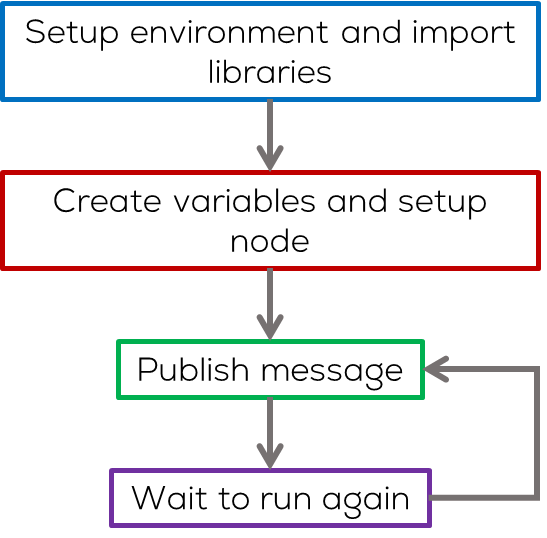 Setup environment and import
libraries
Create variables and setup
node
Publish message
Wait to run again